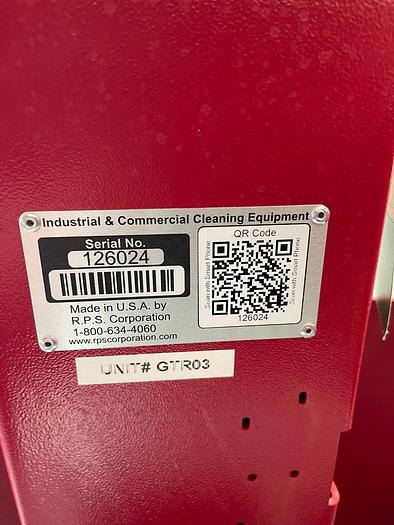 Industrial & Commercial Cleaning Equipment
Serial No.
126024
Made in U.S.A. by
R.P.S. Corporation
1-800-634-4060
www.rpscorporation.com
QR Code
Scan with Smart Phone
Scan with Smart Phone
126024
UNIT# GTR03